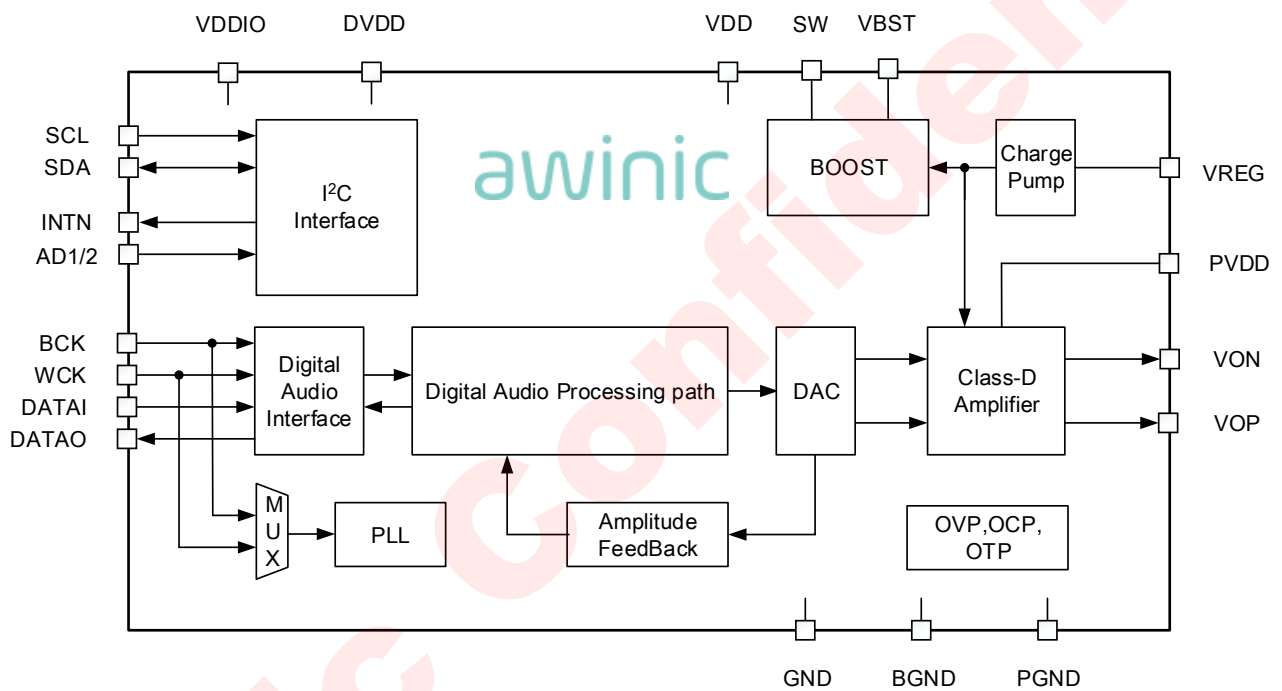 VDDIO
DVDD
VDD
SW
VBST
SCL
SDA
INTN
AD1/2
I²C
Interface
awinic
BOOST
Charge
Pump
VREG
PVDD
BCK
WCK
DATAI
DATAO
Digital
Audio
Interface
Digital Audio Processing path
DAC
Class-D
Amplifier
VON
VOP
M
U
X
PLL
Amplitude
FeedBack
OVP,OCP,
OTP
GND
BGND
PGND